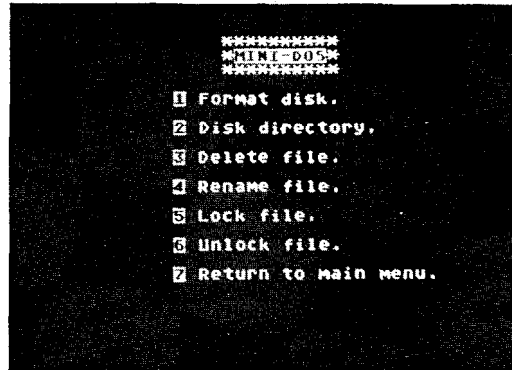 ***********
*MINI-DOS*
***********
1 Format disk.
2 Disk directory.
3 Delete file.
4 Rename file.
5 Lock file.
6 Unlock file.
7 Return to main menu.